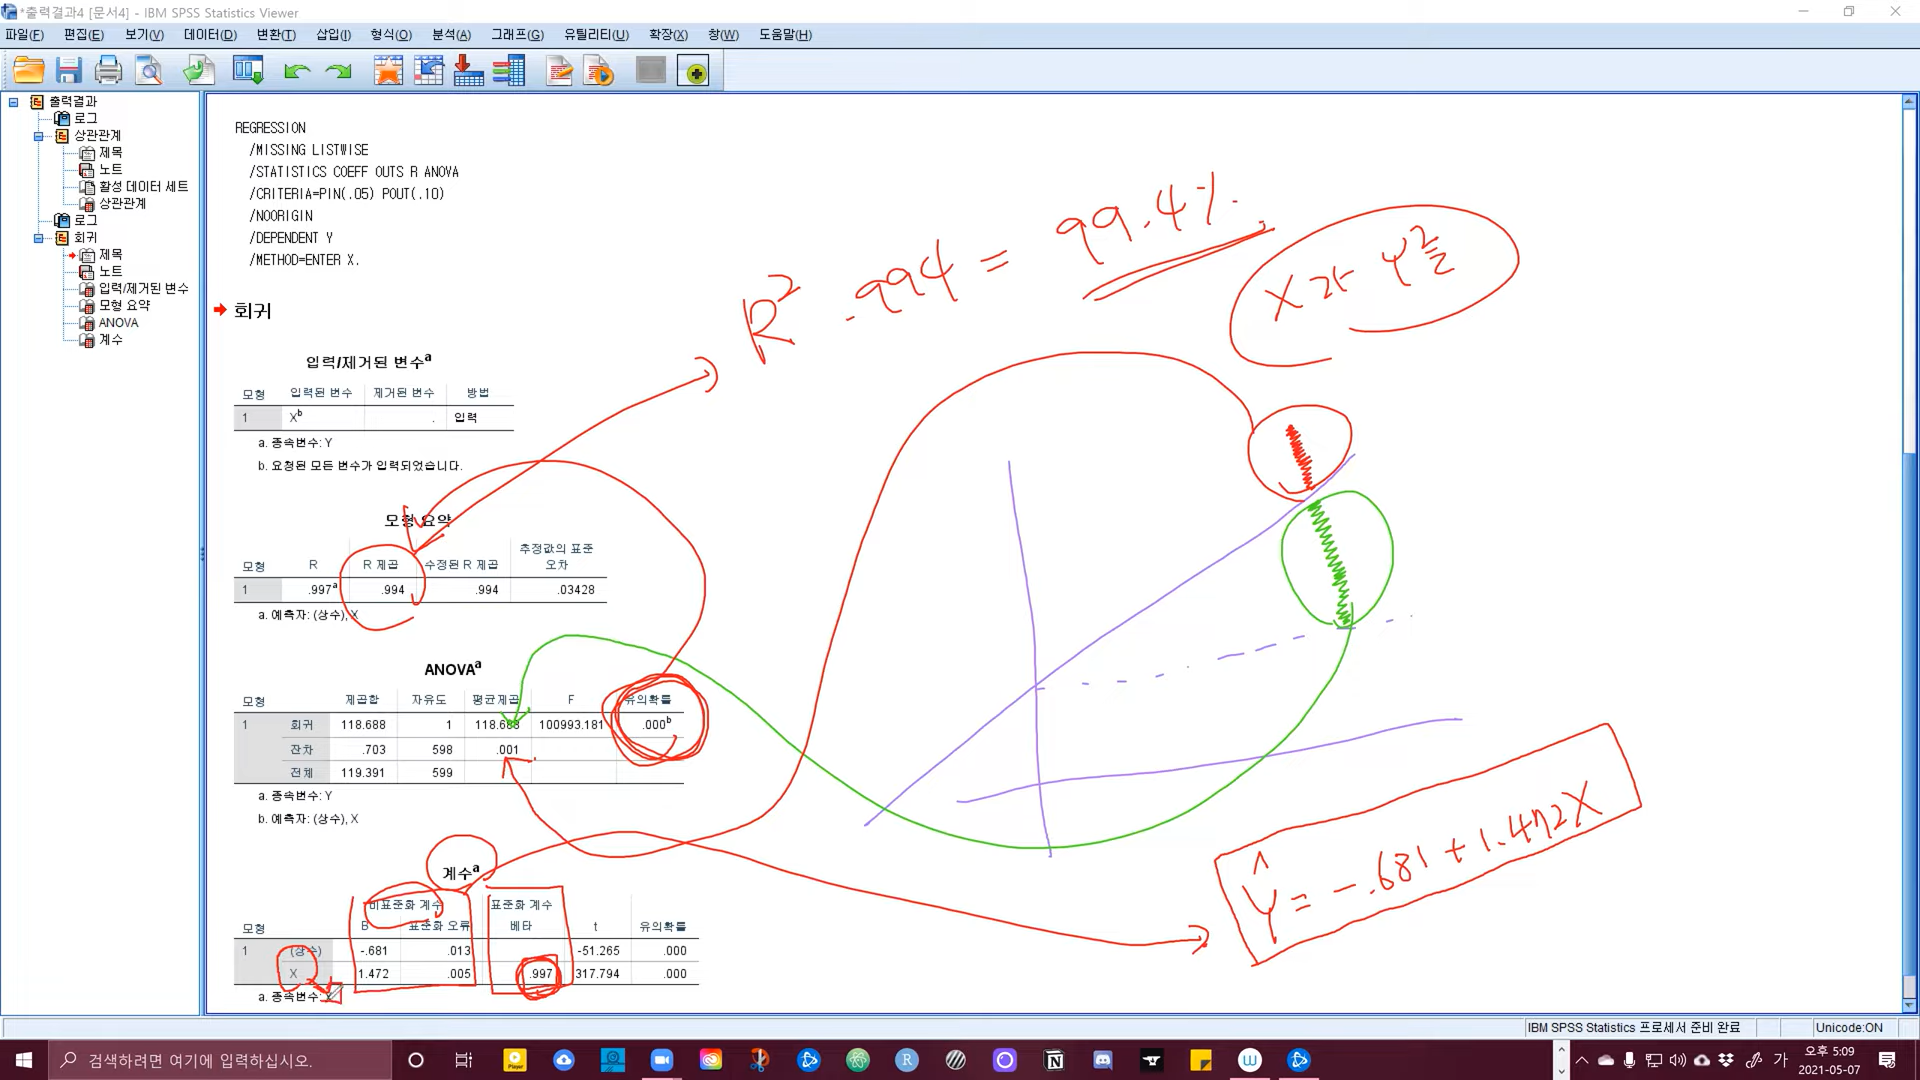 *출력결과4 [문서4] - IBM SPSS Statistics Viewer
파일(F) 편집(E) 보기(V) 데이터(D) 변환(T) 삽입(I) 형식(O) 분석(A) 그래프(G) 유틸리티(U) 확장(X) 창(W) 도움말(H)
출력결과
로그
상관관계
제목
노트
활성 데이터 세트
상관관계
로그
회귀
제목
노트
입력/제거된 변수
모형 요약
ANOVA
계수
REGRESSION
/MISSING LISTWISE
/STATISTICS COEFF OUTS R ANOVA
/CRITERIA=PIN(.05) POUT(.10)
/NOORIGIN
/DEPENDENT Y
/METHOD=ENTER X.
회귀
입력/제거된 변수a
모형 입력된 변수 제거된 변수 방법
1 Xb . 입력
a. 종속변수: Y
b. 요청된 모든 변수가 입력되었습니다.
모형 요약
모형 R R 제곱 수정된 R 제곱 추정값의 표준 오차
1 .997a .994 .994 .03428
a. 예측자: (상수), X
ANOVAa
모형 제곱합 자유도 평균제곱 F 유의확률
1 회귀 118.688 1 118.688 100993.181 .000b
잔차 .703 598 .001
전체 119.391 599
a. 종속변수: Y
b. 예측자: (상수), X
계수a
비표준화 계수 표준화 계수
모형 B 표준화 오류 베타 t 유의확률
1 (상수) -.681 .013 -51.265 .000
X 1.472 .005 .997 317.794 .000
a. 종속변수:
R² .994 = 99.4%
X가 Y를
Ŷ = -.681 + 1.472X
IBM SPSS Statistics 프로세서 준비 완료 Unicode:ON
검색하려면 여기에 입력하십시오.
Player
가
오후 5:09
2021-05-07